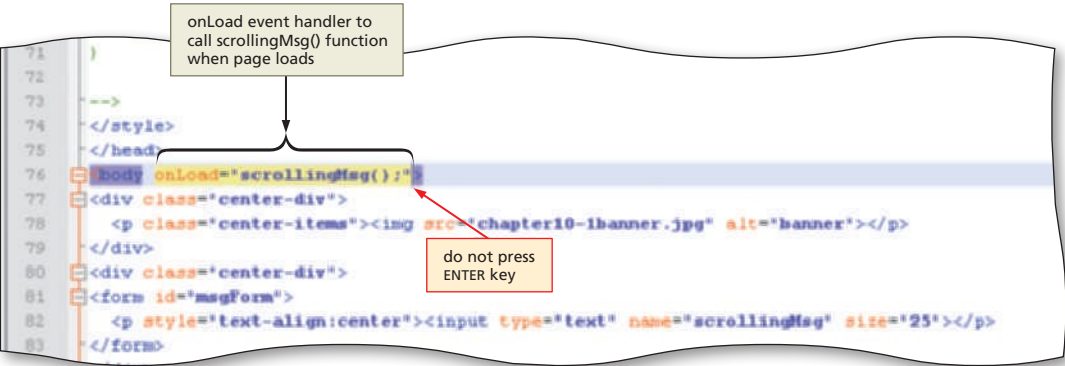 onLoad event handler to
call scrollingMsg() function
when page loads
71 }
72
73 -->
74 </style>
75 </head>
76 <body onLoad="scrollingMsg();">
77 <div class="center-div">
78 <p class="center-items"><img src="chapter10-1banner.jpg" alt="banner"></p>
79 </div>
do not press
ENTER key
80 <div class="center-div">
81 <form id="msgForm">
82 <p style="text-align:center"><input type="text" name="scrollingMsg" size="25"></p>
83 </form>